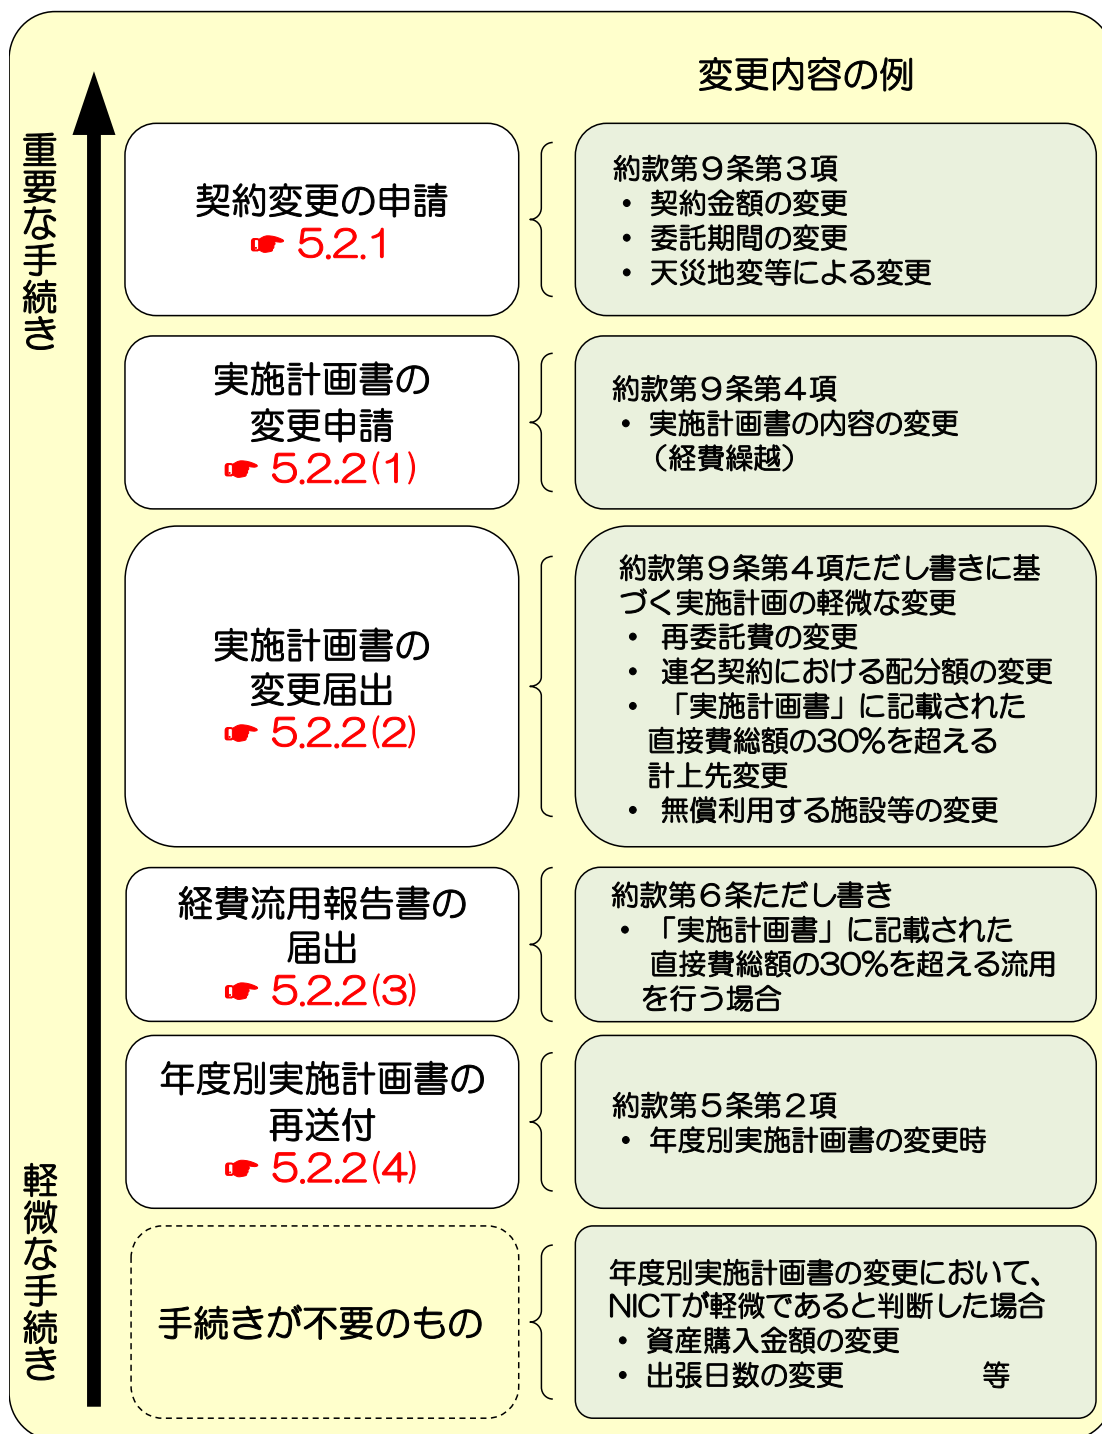 変更内容の例
重要な手続き
契約変更の申請
☛ 5.2.1
約款第９条第３項
・ 契約金額の変更
・ 委託期間の変更
・ 天災地変等による変更
実施計画書の
変更申請
☛ 5.2.2(1)
約款第９条第４項
・ 実施計画書の内容の変更
（経費繰越）
実施計画書の
変更届出
☛ 5.2.2(2)
約款第９条第４項ただし書きに基
づく実施計画の軽微な変更
・ 再委託費の変更
・ 連名契約における配分額の変更
・ 「実施計画書」に記載された
直接費総額の30%を超える
計上先変更
・ 無償利用する施設等の変更
経費流用報告書の
届出
☛ 5.2.2(3)
約款第６条ただし書き
・ 「実施計画書」に記載された
直接費総額の30%を超える流用
を行う場合
年度別実施計画書の
再送付
☛ 5.2.2(4)
約款第５条第２項
・ 年度別実施計画書の変更時
軽微な手続き
手続きが不要のもの
年度別実施計画書の変更において、
NICTが軽微であると判断した場合
・ 資産購入金額の変更
・ 出張日数の変更 等